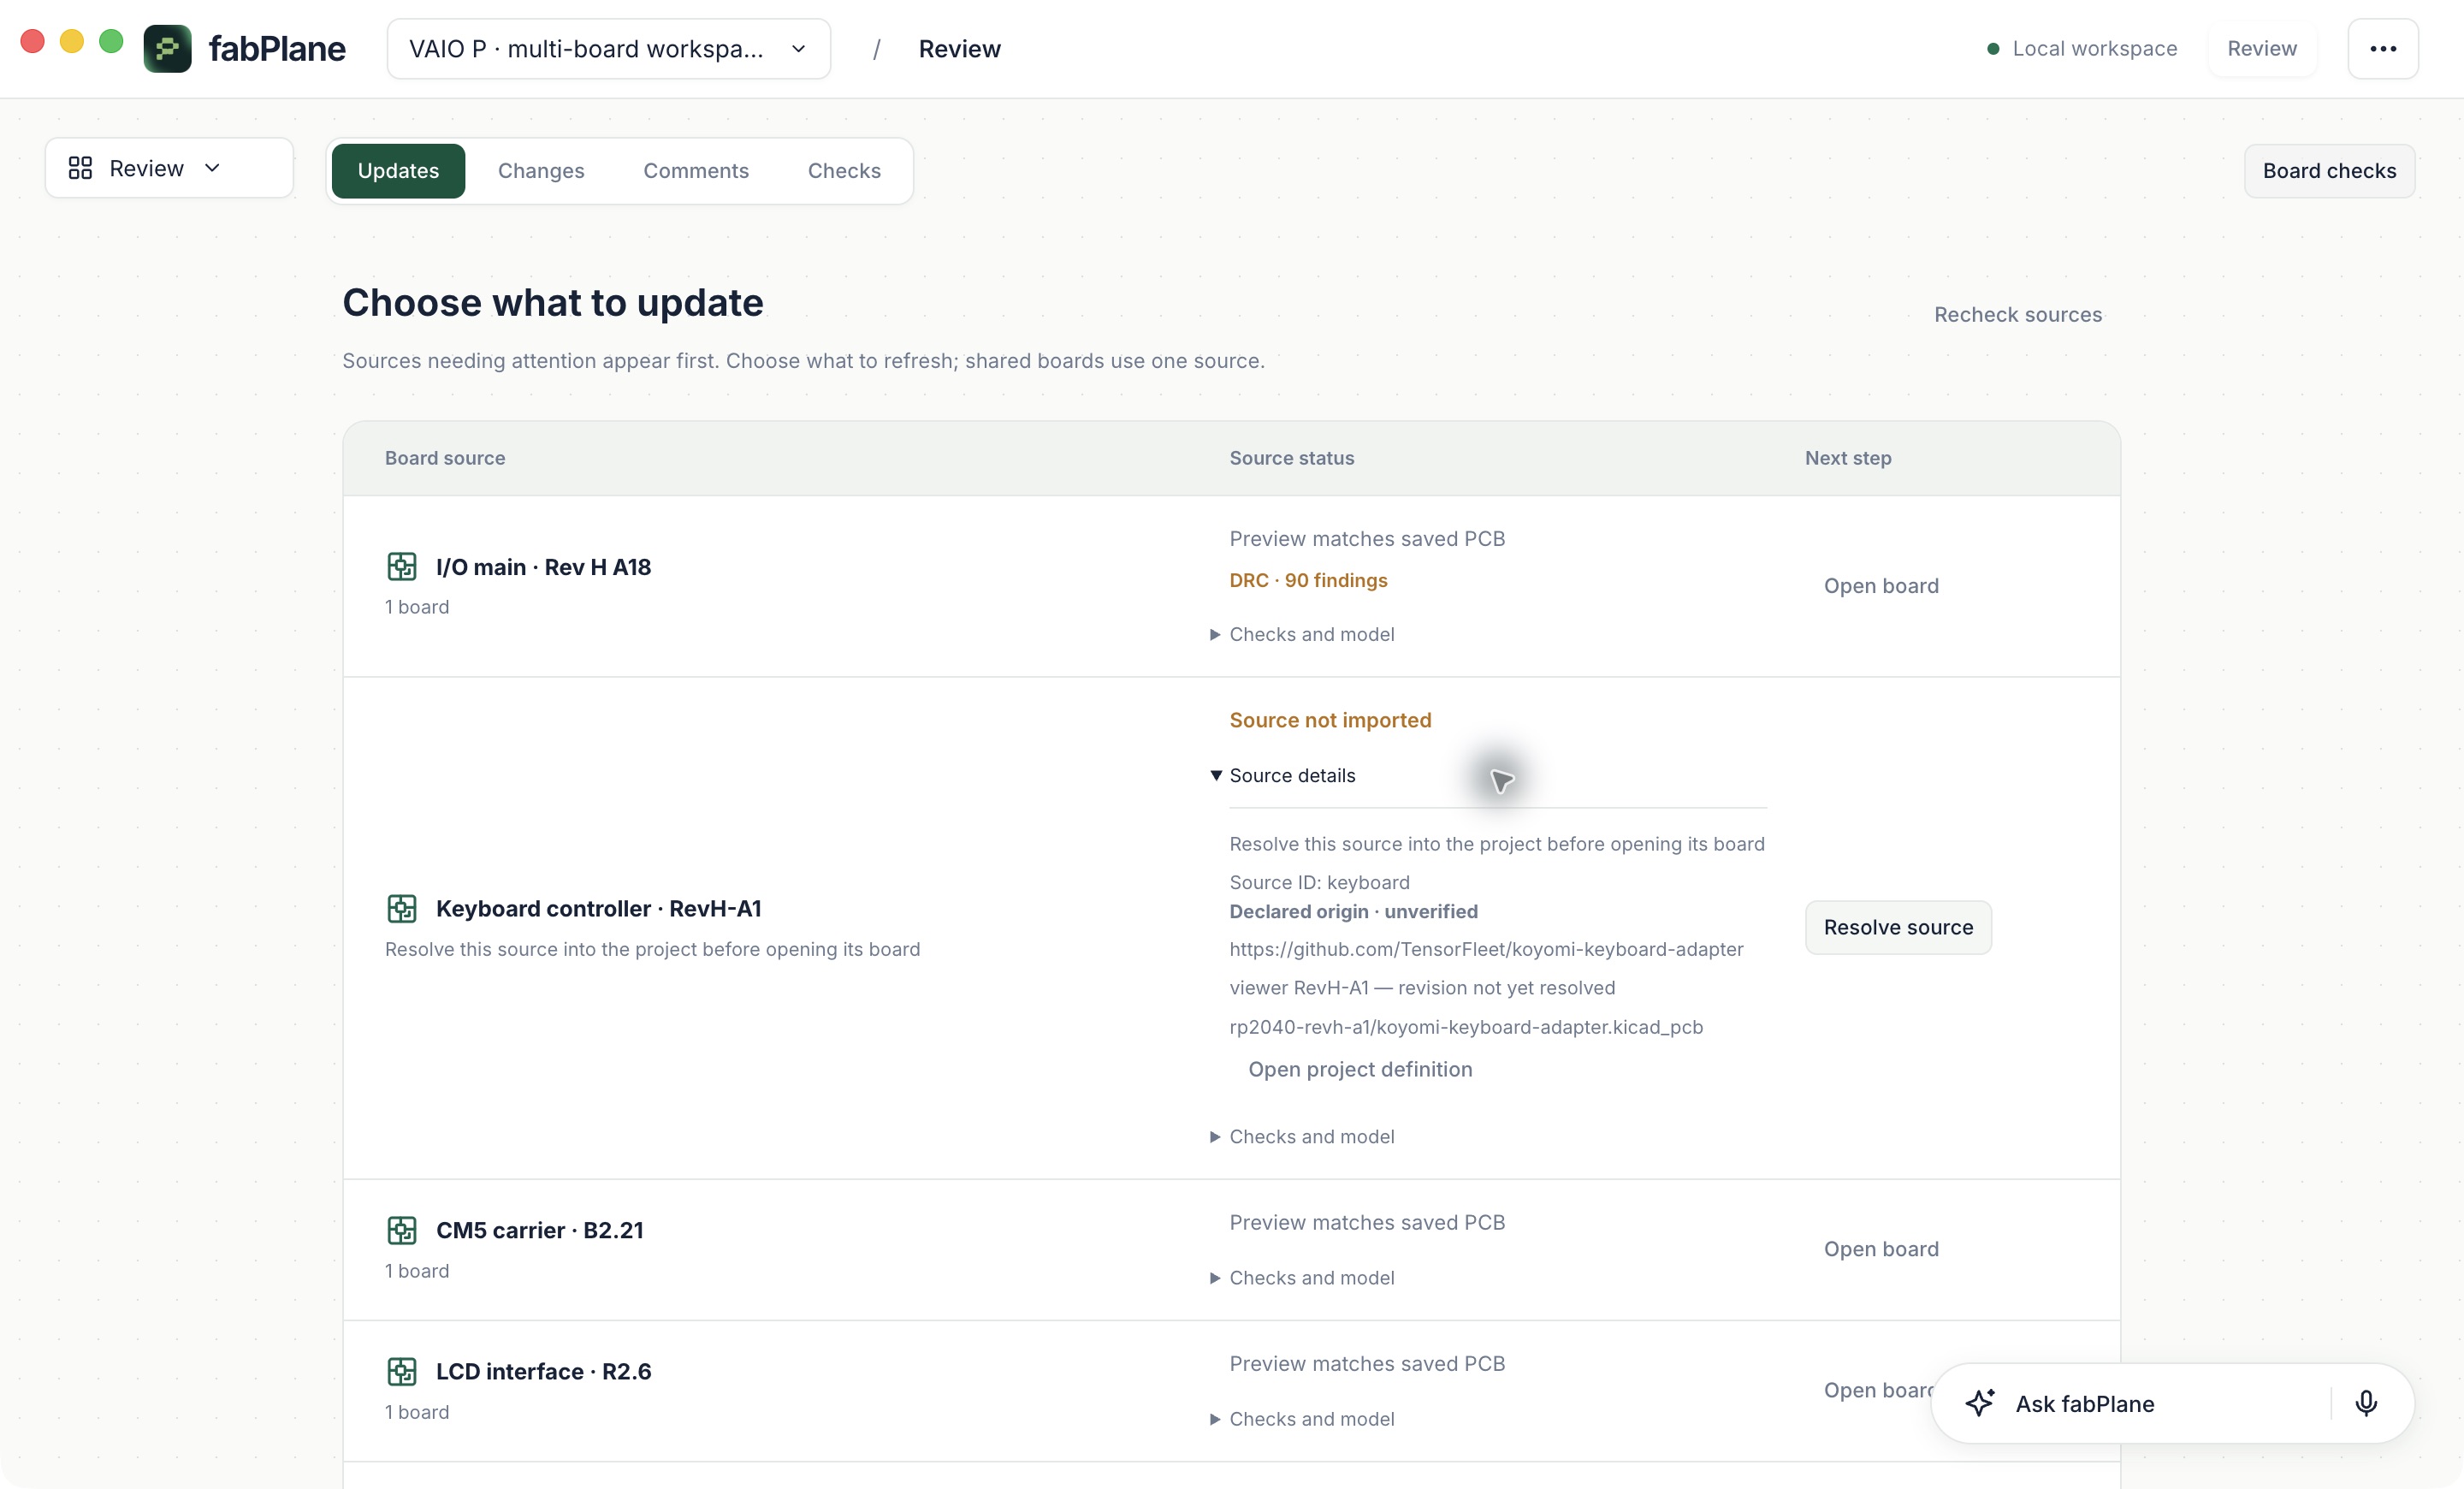 fabPlane
VAIO P · multi-board workspa...
/
Review
Local workspace
Review
Review
Updates
Changes
Comments
Checks
Board checks
Choose what to update
Recheck sources
Sources needing attention appear first. Choose what to refresh; shared boards use one source.
Board source
Source status
Next step
I/O main · Rev H A18
1 board
Preview matches saved PCB
DRC · 90 findings
Checks and model
Open board
Keyboard controller · RevH-A1
Resolve this source into the project before opening its board
Source not imported
Source details
Resolve this source into the project before opening its board
Source ID: keyboard
Declared origin · unverified
https://github.com/TensorFleet/koyomi-keyboard-adapter
viewer RevH-A1 — revision not yet resolved
rp2040-revh-a1/koyomi-keyboard-adapter.kicad_pcb
Open project definition
Checks and model
Resolve source
CM5 carrier · B2.21
1 board
Preview matches saved PCB
Checks and model
Open board
LCD interface · R2.6
1 board
Preview matches saved PCB
Checks and model
Open board
Ask fabPlane